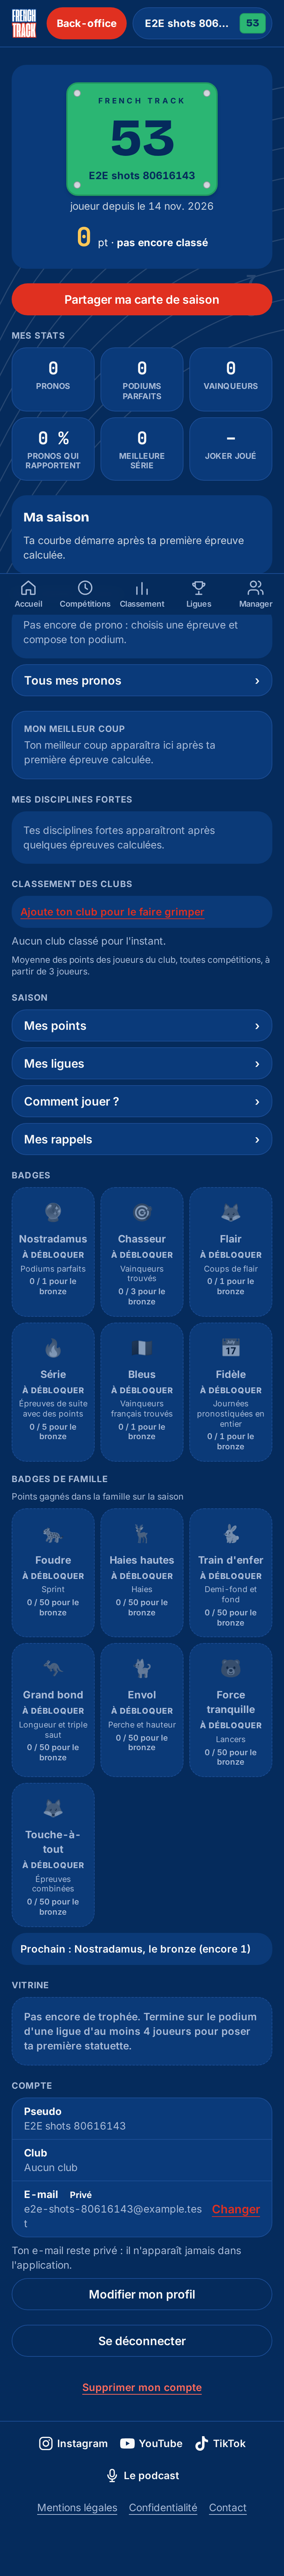 FRENCH
TRACK
Back-office
E2E shots 806... 53
FRENCH TRACK
53
E2E shots 80616143
joueur depuis le 14 nov. 2026
0 pt · pas encore classé
Partager ma carte de saison
MES STATS
0
PRONOS
0
PODIUMS
PARFAITS
0
VAINQUEURS
0 %
PRONOS QUI
RAPPORTENT
0
MEILLEURE
SÉRIE
–
JOKER JOUÉ
Ma saison
Ta courbe démarre après ta première épreuve
calculée.
Accueil
Compétitions
Classement
Ligues
Manager
Pas encore de prono : choisis une épreuve et
compose ton podium.
Tous mes pronos ›
MON MEILLEUR COUP
Ton meilleur coup apparaîtra ici après ta
première épreuve calculée.
MES DISCIPLINES FORTES
Tes disciplines fortes apparaîtront après
quelques épreuves calculées.
CLASSEMENT DES CLUBS
Ajoute ton club pour le faire grimper
Aucun club classé pour l'instant.
Moyenne des points des joueurs du club, toutes compétitions, à
partir de 3 joueurs.
SAISON
Mes points ›
Mes ligues ›
Comment jouer ? ›
Mes rappels ›
BADGES
Nostradamus
À DÉBLOQUER
Podiums parfaits
0 / 1 pour le
bronze
Chasseur
À DÉBLOQUER
Vainqueurs
trouvés
0 / 3 pour le
bronze
Flair
À DÉBLOQUER
Coups de flair
0 / 1 pour le
bronze
Série
À DÉBLOQUER
Épreuves de suite
avec des points
0 / 5 pour le
bronze
Bleus
À DÉBLOQUER
Vainqueurs
français trouvés
0 / 1 pour le
bronze
Fidèle
À DÉBLOQUER
Journées
pronostiquées en
entier
0 / 1 pour le
bronze
BADGES DE FAMILLE
Points gagnés dans la famille sur la saison
Foudre
À DÉBLOQUER
Sprint
0 / 50 pour le
bronze
Haies hautes
À DÉBLOQUER
Haies
0 / 50 pour le
bronze
Train d'enfer
À DÉBLOQUER
Demi-fond et
fond
0 / 50 pour le
bronze
Grand bond
À DÉBLOQUER
Longueur et triple
saut
0 / 50 pour le
bronze
Envol
À DÉBLOQUER
Perche et hauteur
0 / 50 pour le
bronze
Force
tranquille
À DÉBLOQUER
Lancers
0 / 50 pour le
bronze
Touche-à-
tout
À DÉBLOQUER
Épreuves
combinées
0 / 50 pour le
bronze
Prochain : Nostradamus, le bronze (encore 1)
VITRINE
Pas encore de trophée. Termine sur le podium
d'une ligue d'au moins 4 joueurs pour poser
ta première statuette.
COMPTE
Pseudo
E2E shots 80616143
Club
Aucun club
E-mail Privé
e2e-shots-80616143@example.tes
t
Changer
Ton e-mail reste privé : il n'apparaît jamais dans
l'application.
Modifier mon profil
Se déconnecter
Supprimer mon compte
Instagram
YouTube
TikTok
Le podcast
Mentions légales
Confidentialité
Contact